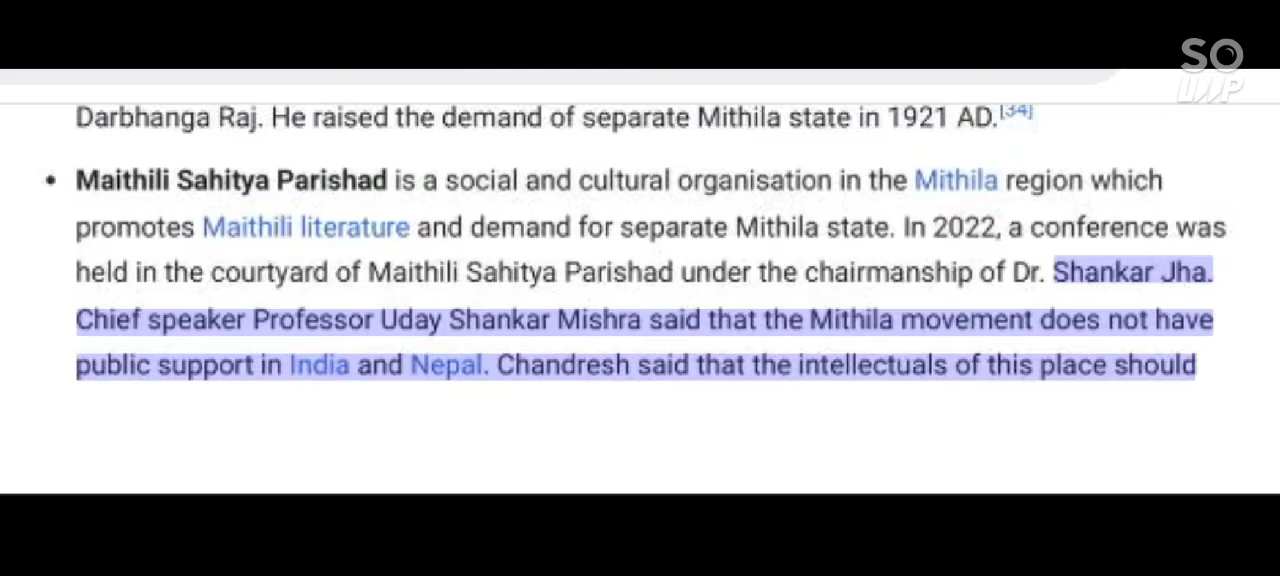 SO
Darbhanga Raj. He raised the demand of separate Mithila state in 1921 AD.[34]
• Maithili Sahitya Parishad is a social and cultural organisation in the Mithila region which
promotes Maithili literature and demand for separate Mithila state. In 2022, a conference was
held in the courtyard of Maithili Sahitya Parishad under the chairmanship of Dr. Shankar Jha.
Chief speaker Professor Uday Shankar Mishra said that the Mithila movement does not have
public support in India and Nepal. Chandresh said that the intellectuals of this place should